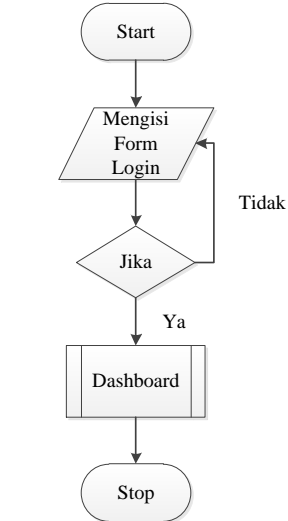 Start
Mengisi
Form
Login
Tidak
Jika
Ya
Dashboard
Stop